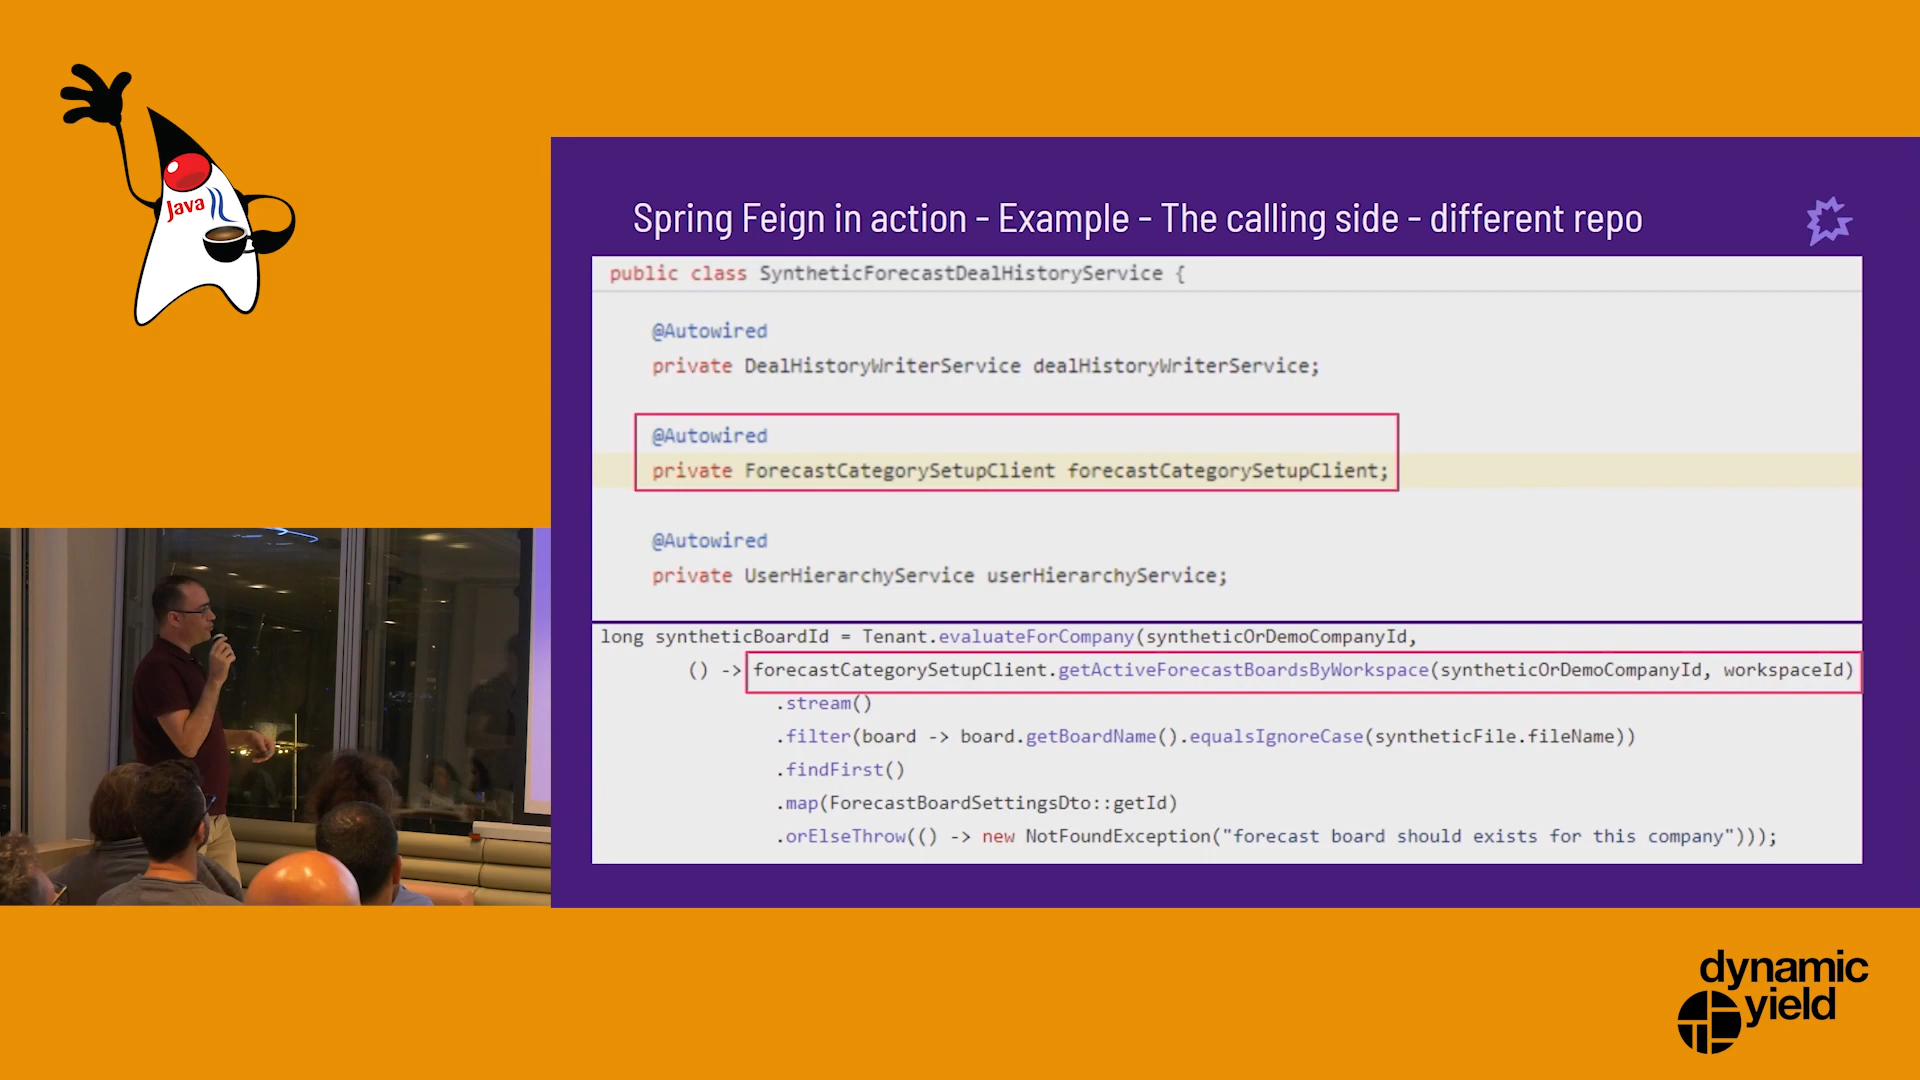 Java
Spring Feign in action - Example - The calling side - different repo
public class SyntheticForecastDealHistoryService {
@Autowired
private DealHistoryWriterService dealHistoryWriterService;
@Autowired
private ForecastCategorySetupClient forecastCategorySetupClient;
@Autowired
private UserHierarchyService userHierarchyService;
long syntheticBoardId = Tenant.evaluateForCompany(syntheticOrDemoCompanyId,
() -> forecastCategorySetupClient.getActiveForecastBoardsByWorkspace(syntheticOrDemoCompanyId, workspaceId)
.stream()
.filter(board -> board.getBoardName().equalsIgnoreCase(syntheticFile.fileName))
.findFirst()
.map(ForecastBoardSettingsDto::getId)
.orElseThrow(() -> new NotFoundException("forecast board should exists for this company")));
dynamic
yield